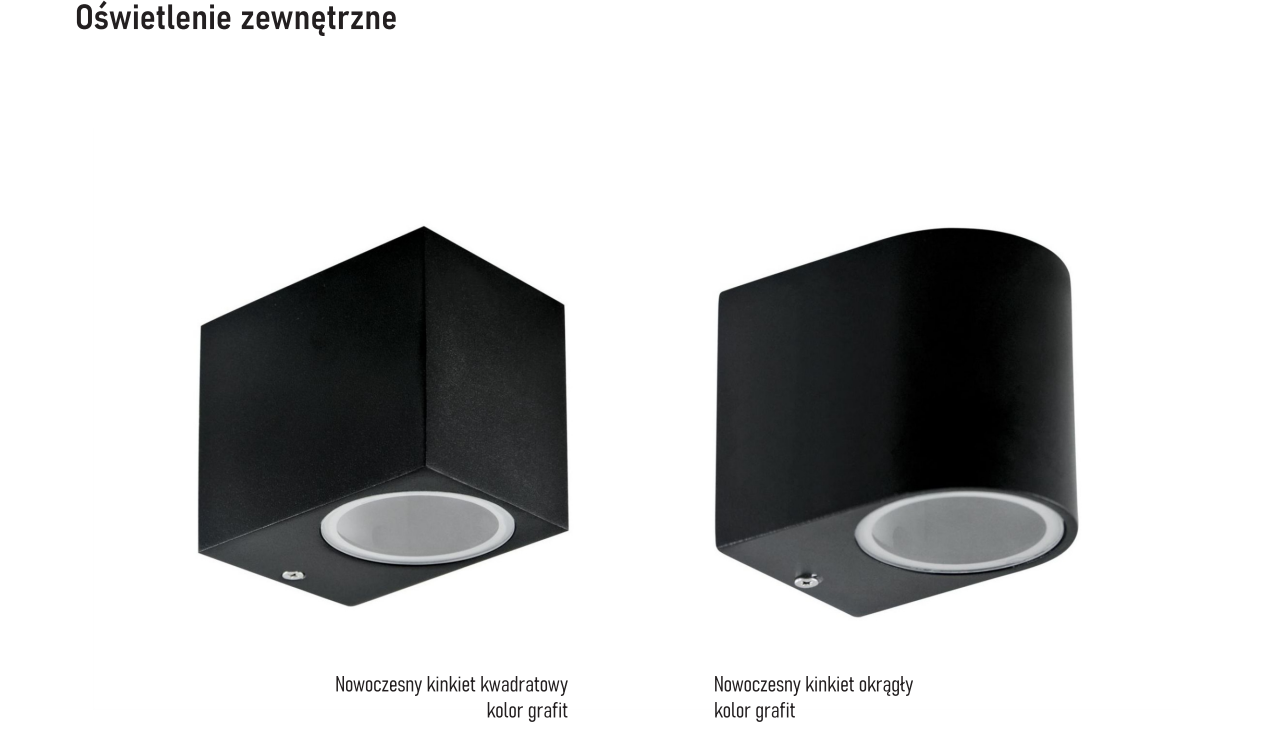 Oświetlenie zewnętrzne
Nowoczesny kinkiet kwadratowy
kolor grafit
Nowoczesny kinkiet okrągły
kolor grafit